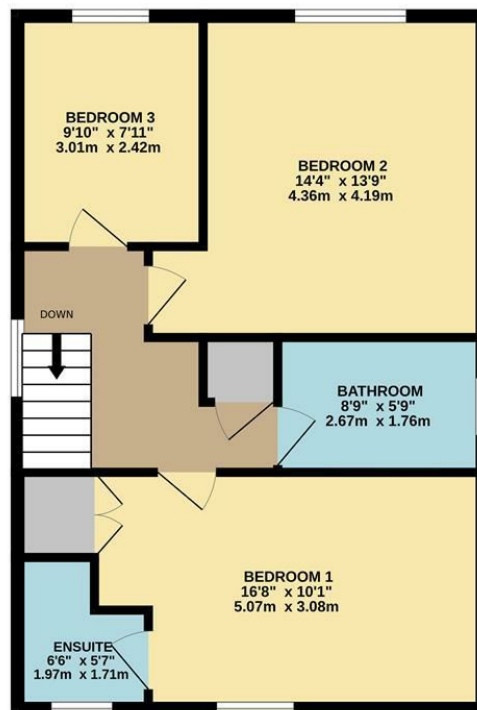 BEDROOM 3
9'10" x 7'11"
3.01m x 2.42m
BEDROOM 2
14'4" x 13'9"
4.36m x 4.19m
DOWN
BATHROOM
8'9" x 5'9"
2.67m x 1.76m
BEDROOM 1
16'8" x 10'1"
5.07m x 3.08m
ENSUITE
6'6" x 5'7"
1.97m x 1.71m